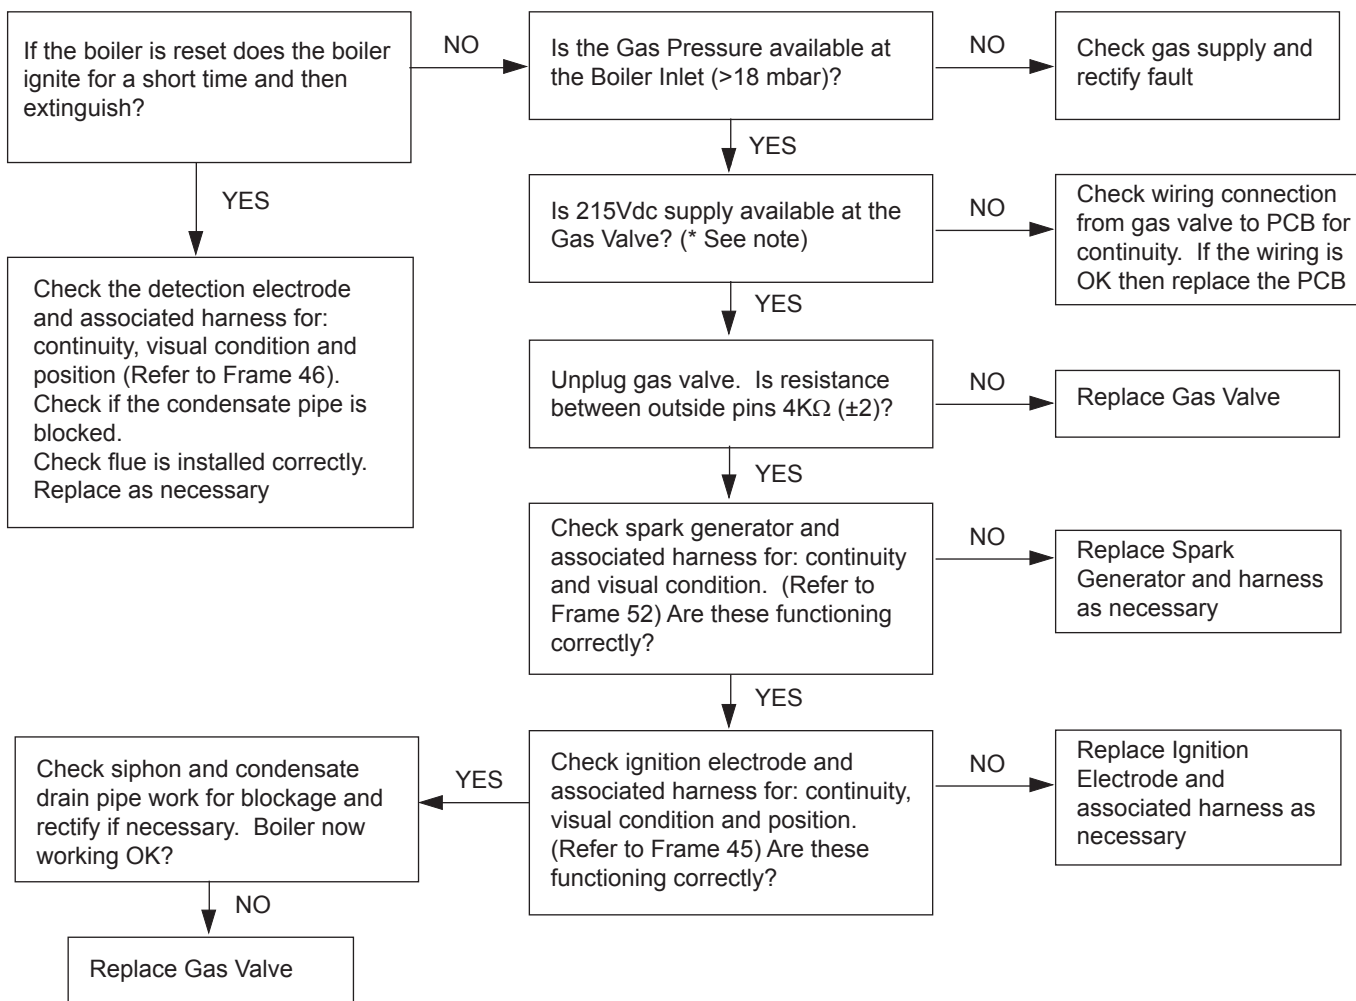 If the boiler is reset does the boiler
ignite for a short time and then
extinguish?
NO
Is the Gas Pressure available at
the Boiler Inlet (>18 mbar)?
NO
Check gas supply and
rectify fault
YES
YES
Is 215Vdc supply available at the
Gas Valve? (* See note)
NO
Check wiring connection
from gas valve to PCB for
continuity.  If the wiring is
OK then replace the PCB
Check the detection electrode
and associated harness for:
continuity, visual condition and
position (Refer to Frame 46).
Check if the condensate pipe is
blocked.
Check flue is installed correctly.
Replace as necessary
YES
Unplug gas valve.  Is resistance
between outside pins 4KΩ (±2)?
NO
Replace Gas Valve
YES
Check spark generator and
associated harness for: continuity
and visual condition.  (Refer to
Frame 52) Are these functioning
correctly?
NO
Replace Spark
Generator and harness
as necessary
YES
Check ignition electrode and
associated harness for: continuity,
visual condition and position.
(Refer to Frame 45) Are these
functioning correctly?
NO
Replace Ignition
Electrode and
associated harness as
necessary
YES
Check siphon and condensate
drain pipe work for blockage and
rectify if necessary.  Boiler now
working OK?
NO
Replace Gas Valve